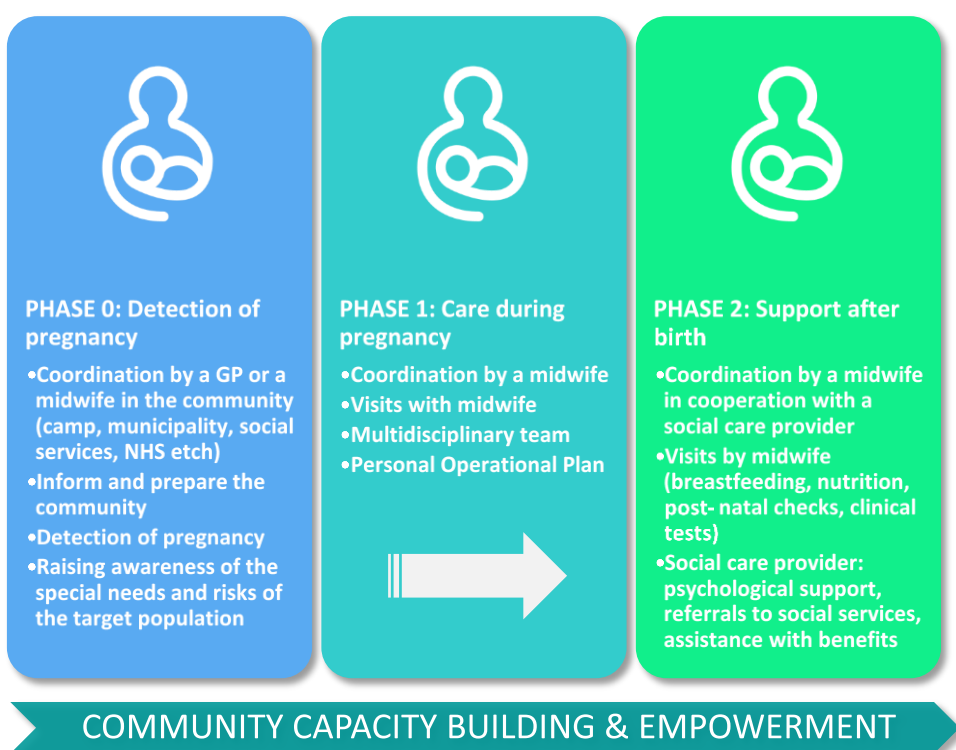 PHASE 0: Detection of
pregnancy
•Coordination by a GP or a
midwife in the community
(camp, municipality, social
services, NHS etch)
•Inform and prepare the
community
•Detection of pregnancy
•Raising awareness of the
special needs and risks of
the target population
PHASE 1: Care during
pregnancy
•Coordination by a midwife
•Visits with midwife
•Multidisciplinary team
•Personal Operational Plan
PHASE 2: Support after
birth
•Coordination by a midwife
in cooperation with a
social care provider
•Visits by midwife
(breastfeeding, nutrition,
post- natal checks, clinical
tests)
•Social care provider:
psychological support,
referrals to social services,
assistance with benefits
COMMUNITY CAPACITY BUILDING & EMPOWERMENT